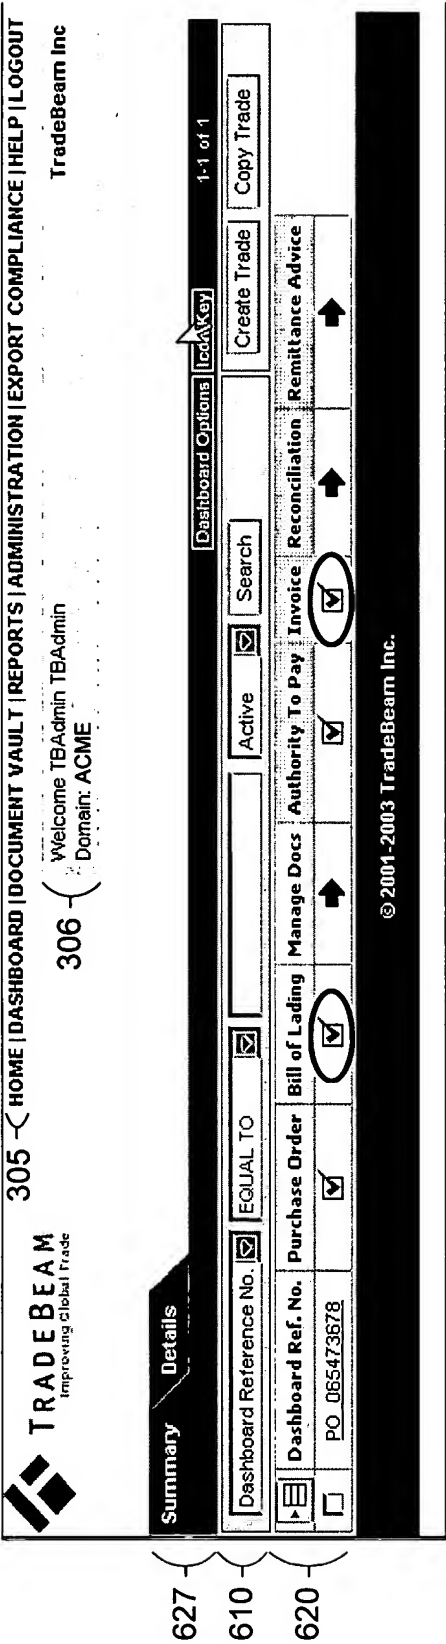 305 HOME | DASHBOARD | DOCUMENT VAULT | REPORTS | ADMINISTRATION | EXPORT COMPLIANCE | HELP | LOGOUT
TRADEBEAM
Improving Global Trade
306 Welcome TBAdmin TBAdmin
Domain: ACME
TradeBeam Inc
627 Summary Details
Dashboard Options Icon Key 1-1 of 1
610 Dashboard Reference No. EQUAL TO Active Search Create Trade Copy Trade
620 Dashboard Ref. No. Purchase Order Bill of Lading Manage Docs Authority To Pay Invoice Reconciliation Remittance Advice
PO_065473678
© 2001-2003 TradeBeam Inc.